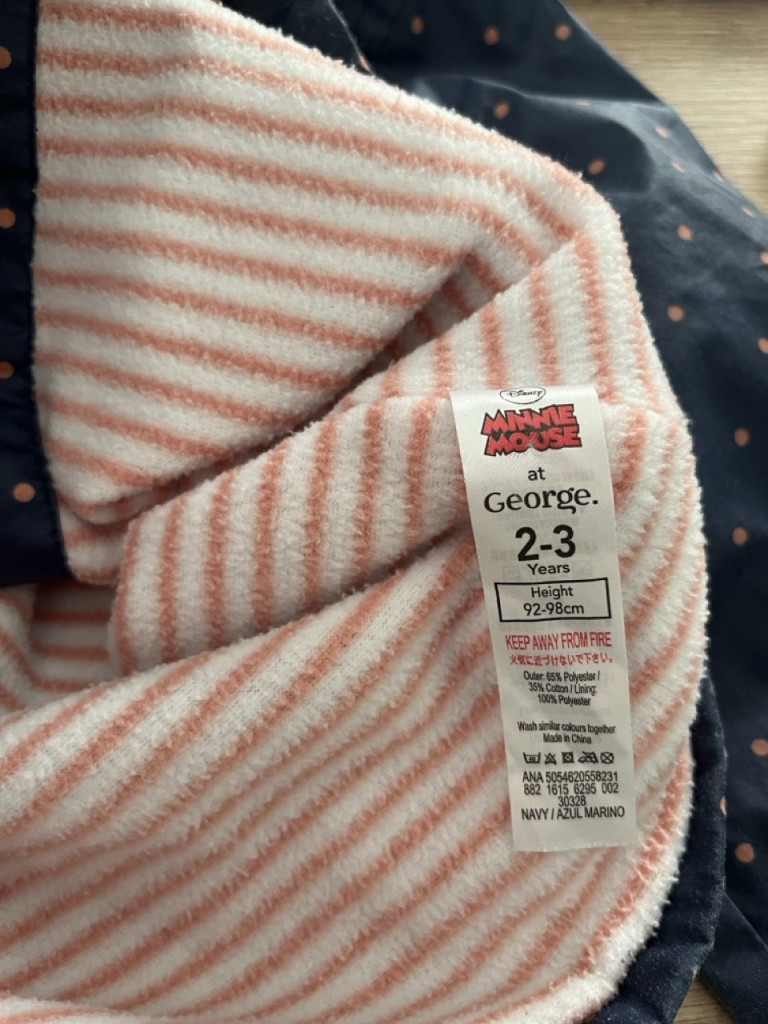 Disney
MINNIE
MOUSE
at
George.
2-3
Years
Height
92-98cm
KEEP AWAY FROM FIRE
火気に近づけないで下さい。
Outer: 65% Polyester /
35% Cotton / Lining:
100% Polyester
Wash similar colours together
Made in China
ANA 5054620558231
882 1615 6295 002
30328
NAVY / AZUL MARINO